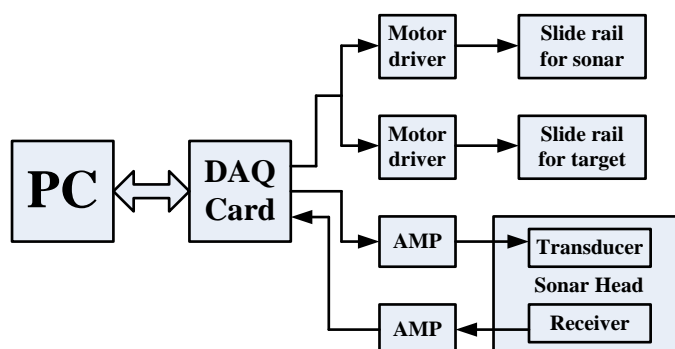 Motor
driver
Slide rail
for sonar
Motor
driver
Slide rail
for target
PC
DAQ
Card
AMP
Transducer
Sonar Head
AMP
Receiver